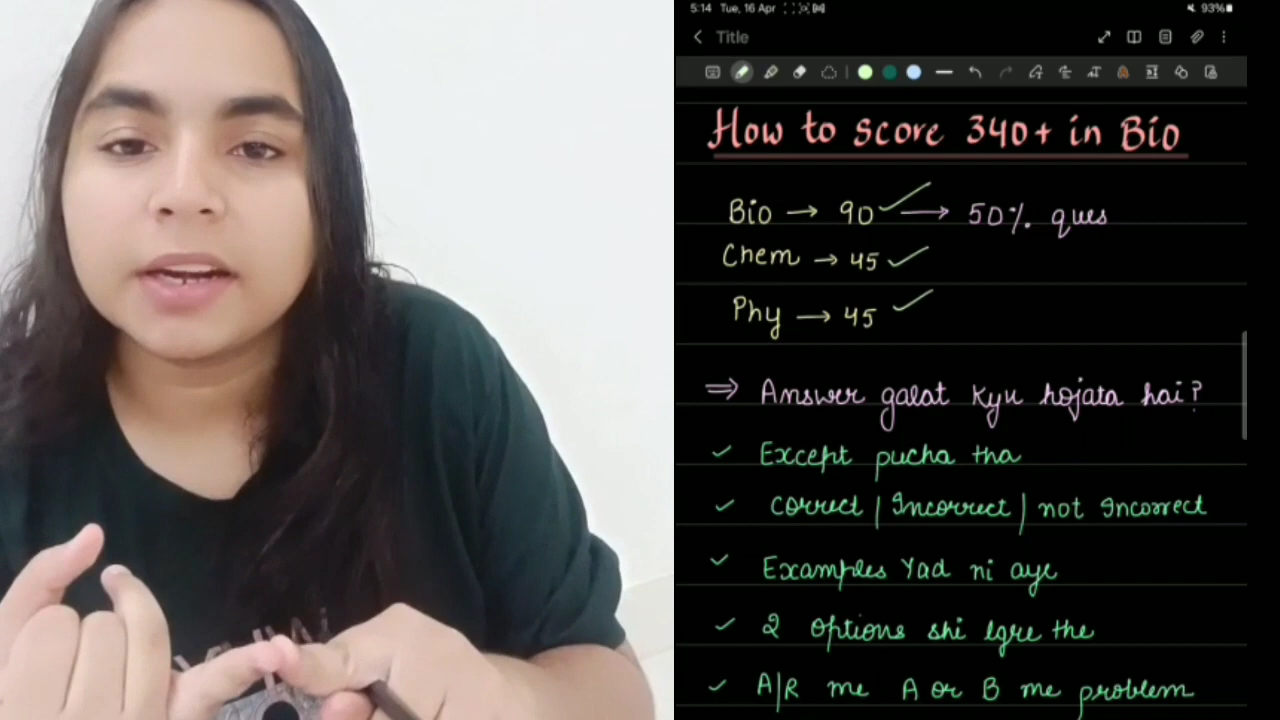 5:14 Tue, 16 Apr 93%
Title
How to score 340+ in Bio
Bio → 90 ✓ → 50% ques
Chem → 45 ✓
Phy → 45 ✓
⇒ Answer galat kyu hojata hai?
✓ Except pucha tha
✓ correct | Incorrect | not Incorrect
✓ Examples Yad ni aye
✓ 2 options shi lgre the
✓ A/R me A or B me problem